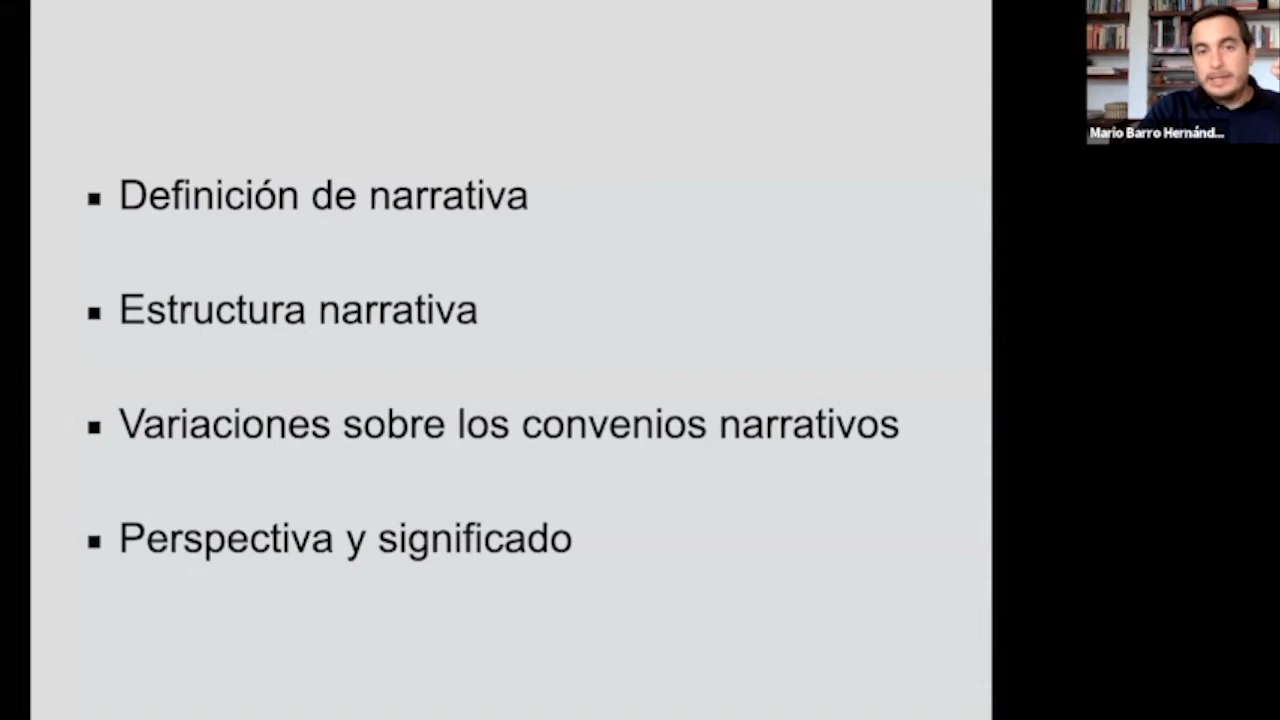 Definición de narrativa
Estructura narrativa
Variaciones sobre los convenios narrativos
Perspectiva y significado
Mario Barro Hernánd...